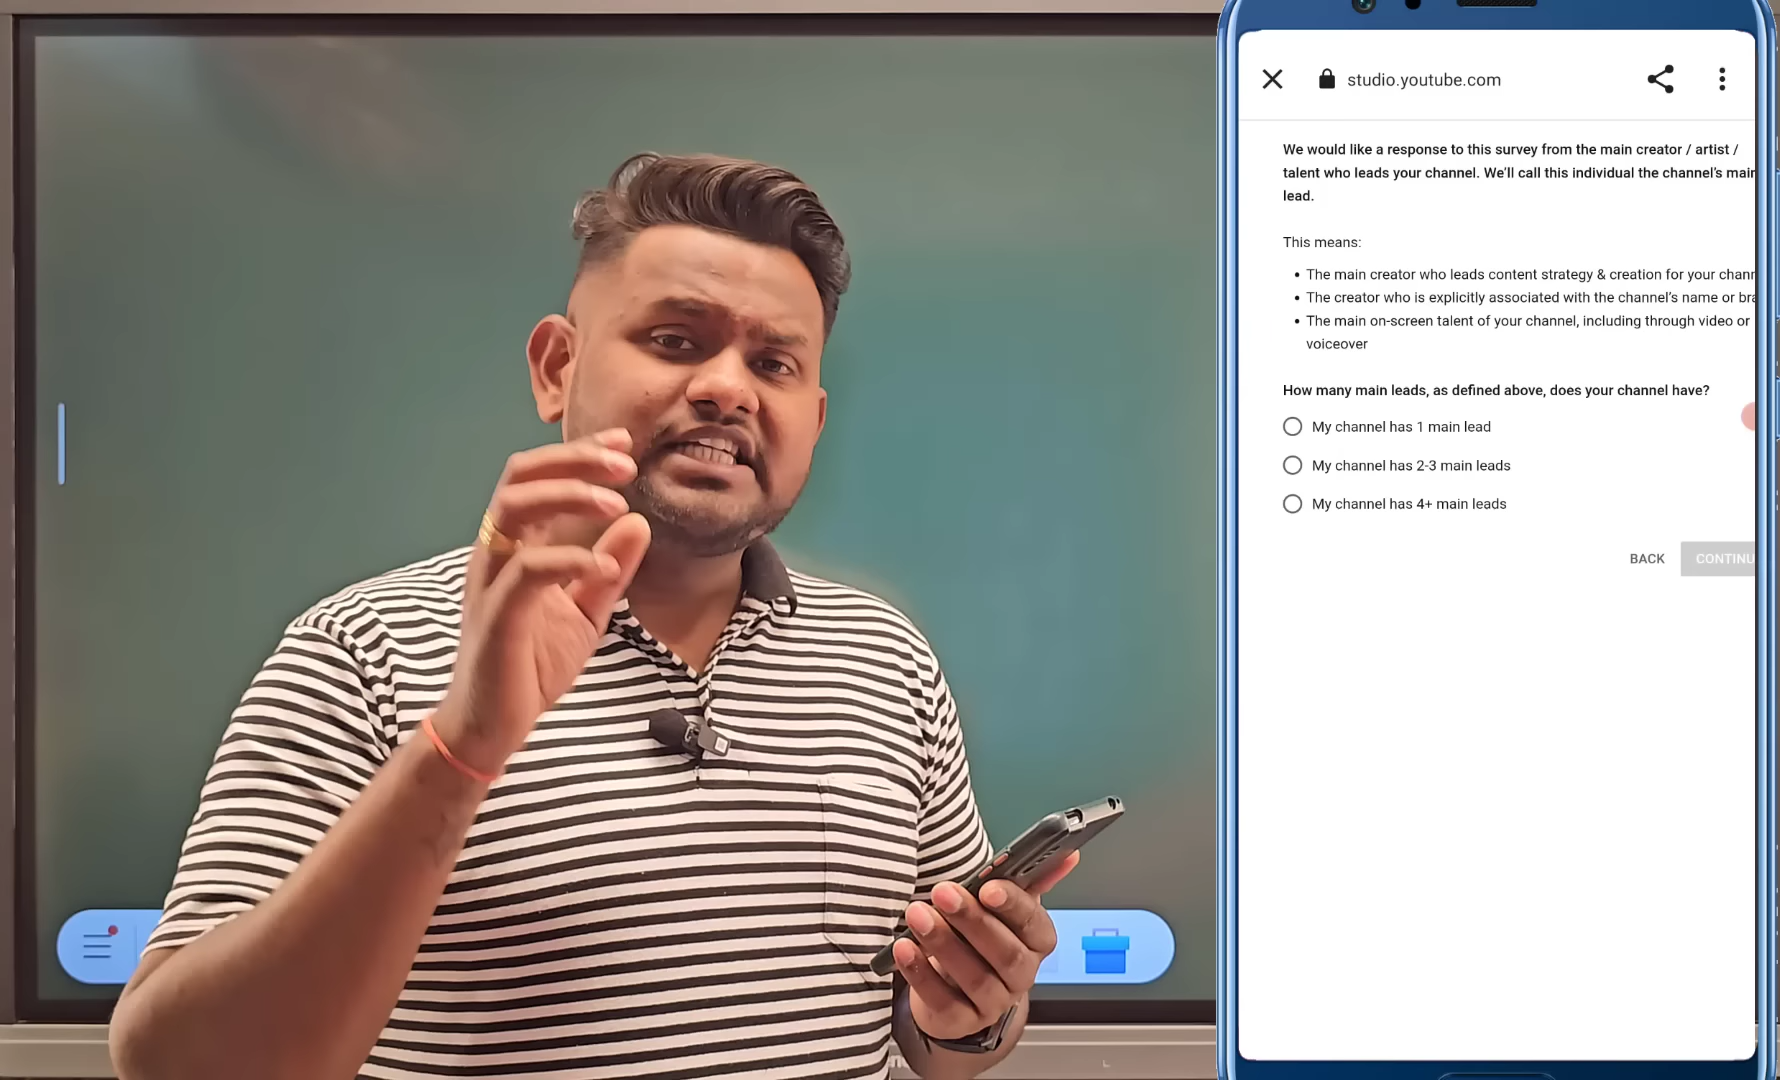 studio.youtube.com
We would like a response to this survey from the main creator / artist /
talent who leads your channel. We'll call this individual the channel's main
lead.
This means:
The main creator who leads content strategy & creation for your chann
The creator who is explicitly associated with the channel's name or bra
The main on-screen talent of your channel, including through video or
voiceover
How many main leads, as defined above, does your channel have?
My channel has 1 main lead
My channel has 2-3 main leads
My channel has 4+ main leads
BACK CONTINU